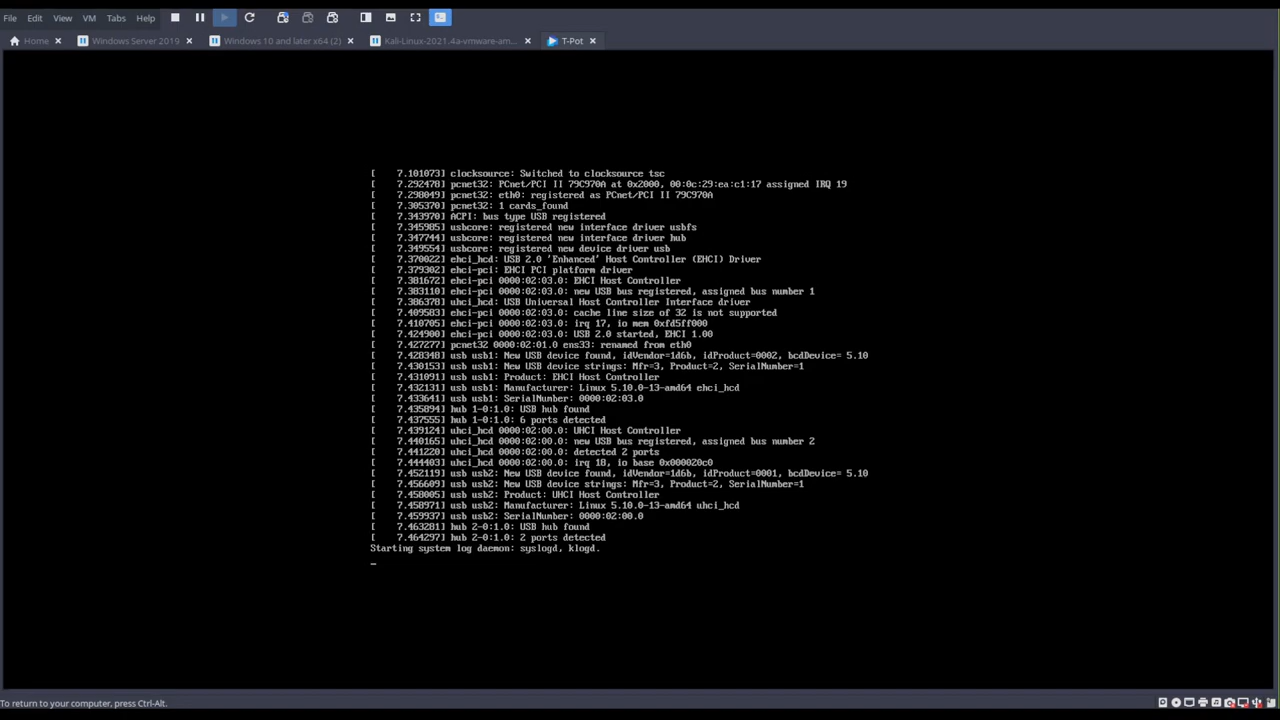 File Edit View VM Tabs Help
Home Windows Server 2019 Windows 10 and later x64 (2) Kali-Linux-2021.4a-vmware-am... T-Pot
[    7.101073] clocksource: Switched to clocksource tsc
[    7.292478] pcnet32: PCnet/PCI II 79C970A at 0x2000, 00:0c:29:ea:c1:17 assigned IRQ 19
[    7.298049] pcnet32: eth0: registered as PCnet/PCI II 79C970A
[    7.305370] pcnet32: 1 cards_found
[    7.343970] ACPI: bus type USB registered
[    7.345985] usbcore: registered new interface driver usbfs
[    7.347744] usbcore: registered new interface driver hub
[    7.349554] usbcore: registered new device driver usb
[    7.370022] ehci_hcd: USB 2.0 'Enhanced' Host Controller (EHCI) Driver
[    7.379302] ehci-pci: EHCI PCI platform driver
[    7.381672] ehci-pci 0000:02:03.0: EHCI Host Controller
[    7.383110] ehci-pci 0000:02:03.0: new USB bus registered, assigned bus number 1
[    7.386378] uhci_hcd: USB Universal Host Controller Interface driver
[    7.409583] ehci-pci 0000:02:03.0: cache line size of 32 is not supported
[    7.410705] ehci-pci 0000:02:03.0: irq 17, io mem 0xfd5ff000
[    7.424900] ehci-pci 0000:02:03.0: USB 2.0 started, EHCI 1.00
[    7.427277] pcnet32 0000:02:01.0 ens33: renamed from eth0
[    7.428348] usb usb1: New USB device found, idVendor=1d6b, idProduct=0002, bcdDevice= 5.10
[    7.430153] usb usb1: New USB device strings: Mfr=3, Product=2, SerialNumber=1
[    7.431091] usb usb1: Product: EHCI Host Controller
[    7.432131] usb usb1: Manufacturer: Linux 5.10.0-13-amd64 ehci_hcd
[    7.433641] usb usb1: SerialNumber: 0000:02:03.0
[    7.435894] hub 1-0:1.0: USB hub found
[    7.437555] hub 1-0:1.0: 6 ports detected
[    7.439124] uhci_hcd 0000:02:00.0: UHCI Host Controller
[    7.440165] uhci_hcd 0000:02:00.0: new USB bus registered, assigned bus number 2
[    7.441220] uhci_hcd 0000:02:00.0: detected 2 ports
[    7.444403] uhci_hcd 0000:02:00.0: irq 18, io base 0x000020c0
[    7.452119] usb usb2: New USB device found, idVendor=1d6b, idProduct=0001, bcdDevice= 5.10
[    7.456609] usb usb2: New USB device strings: Mfr=3, Product=2, SerialNumber=1
[    7.458005] usb usb2: Product: UHCI Host Controller
[    7.458971] usb usb2: Manufacturer: Linux 5.10.0-13-amd64 uhci_hcd
[    7.459937] usb usb2: SerialNumber: 0000:02:00.0
[    7.463281] hub 2-0:1.0: USB hub found
[    7.464297] hub 2-0:1.0: 2 ports detected
Starting system log daemon: syslogd, klogd.
To return to your computer, press Ctrl-Alt.